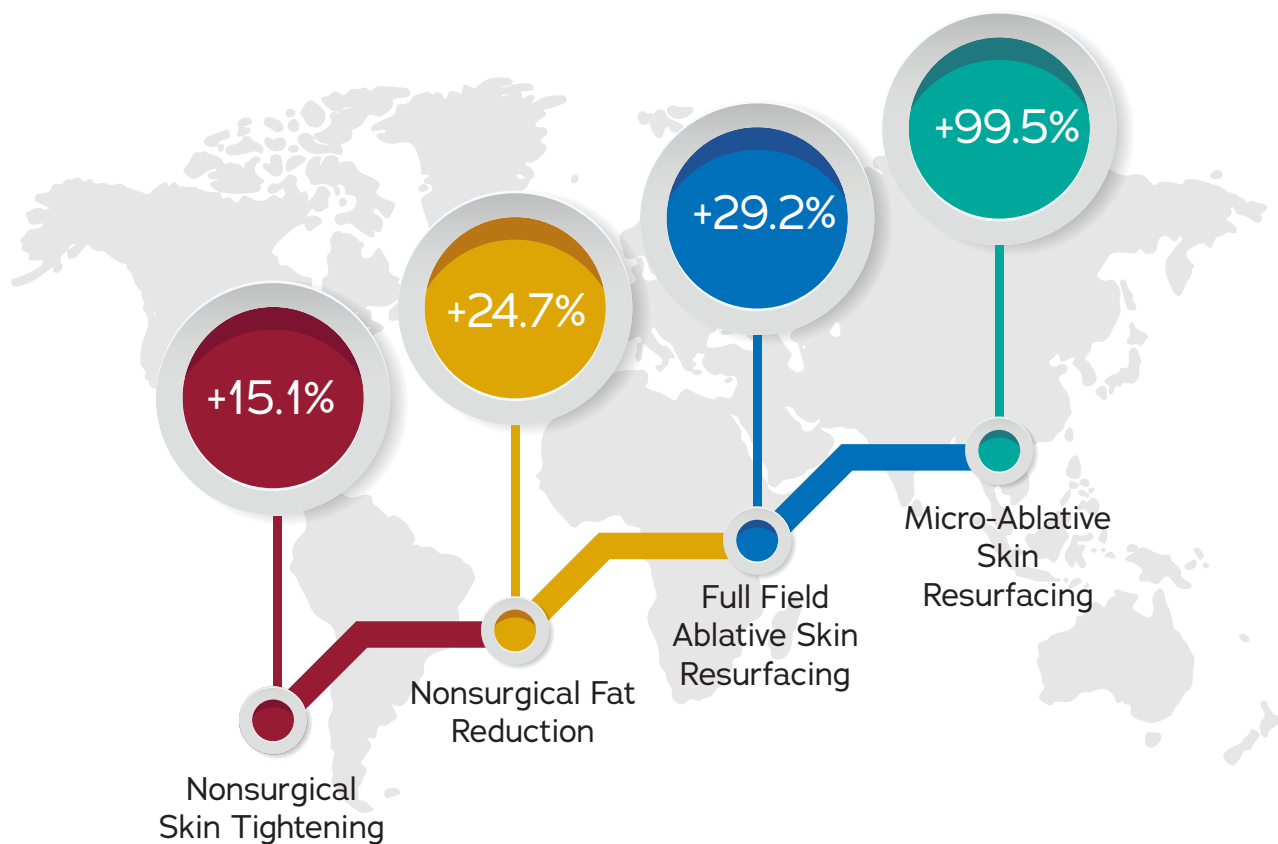 +15.1%
Nonsurgical
Skin Tightening
+24.7%
Nonsurgical Fat
Reduction
+29.2%
Full Field
Ablative Skin
Resurfacing
+99.5%
Micro-Ablative
Skin
Resurfacing